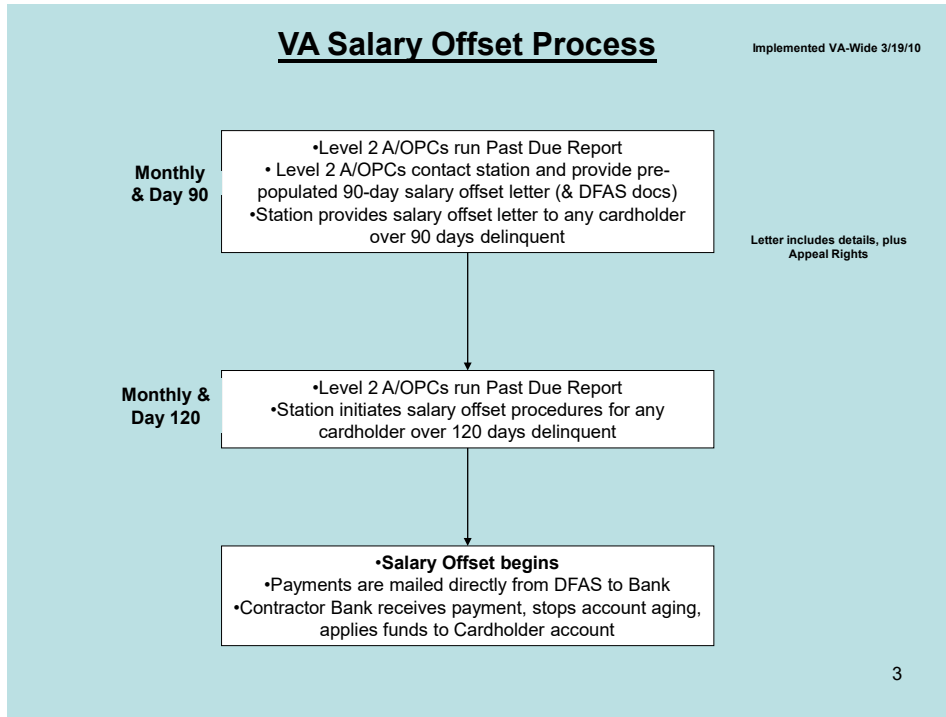 VA Salary Offset Process
Implemented VA-Wide 3/19/10
Monthly
& Day 90
•Level 2 A/OPCs run Past Due Report
• Level 2 A/OPCs contact station and provide pre-
populated 90-day salary offset letter (& DFAS docs)
•Station provides salary offset letter to any cardholder
over 90 days delinquent
Letter includes details, plus
Appeal Rights
Monthly &
Day 120
•Level 2 A/OPCs run Past Due Report
•Station initiates salary offset procedures for any
cardholder over 120 days delinquent
•Salary Offset begins
•Payments are mailed directly from DFAS to Bank
•Contractor Bank receives payment, stops account aging,
applies funds to Cardholder account
3